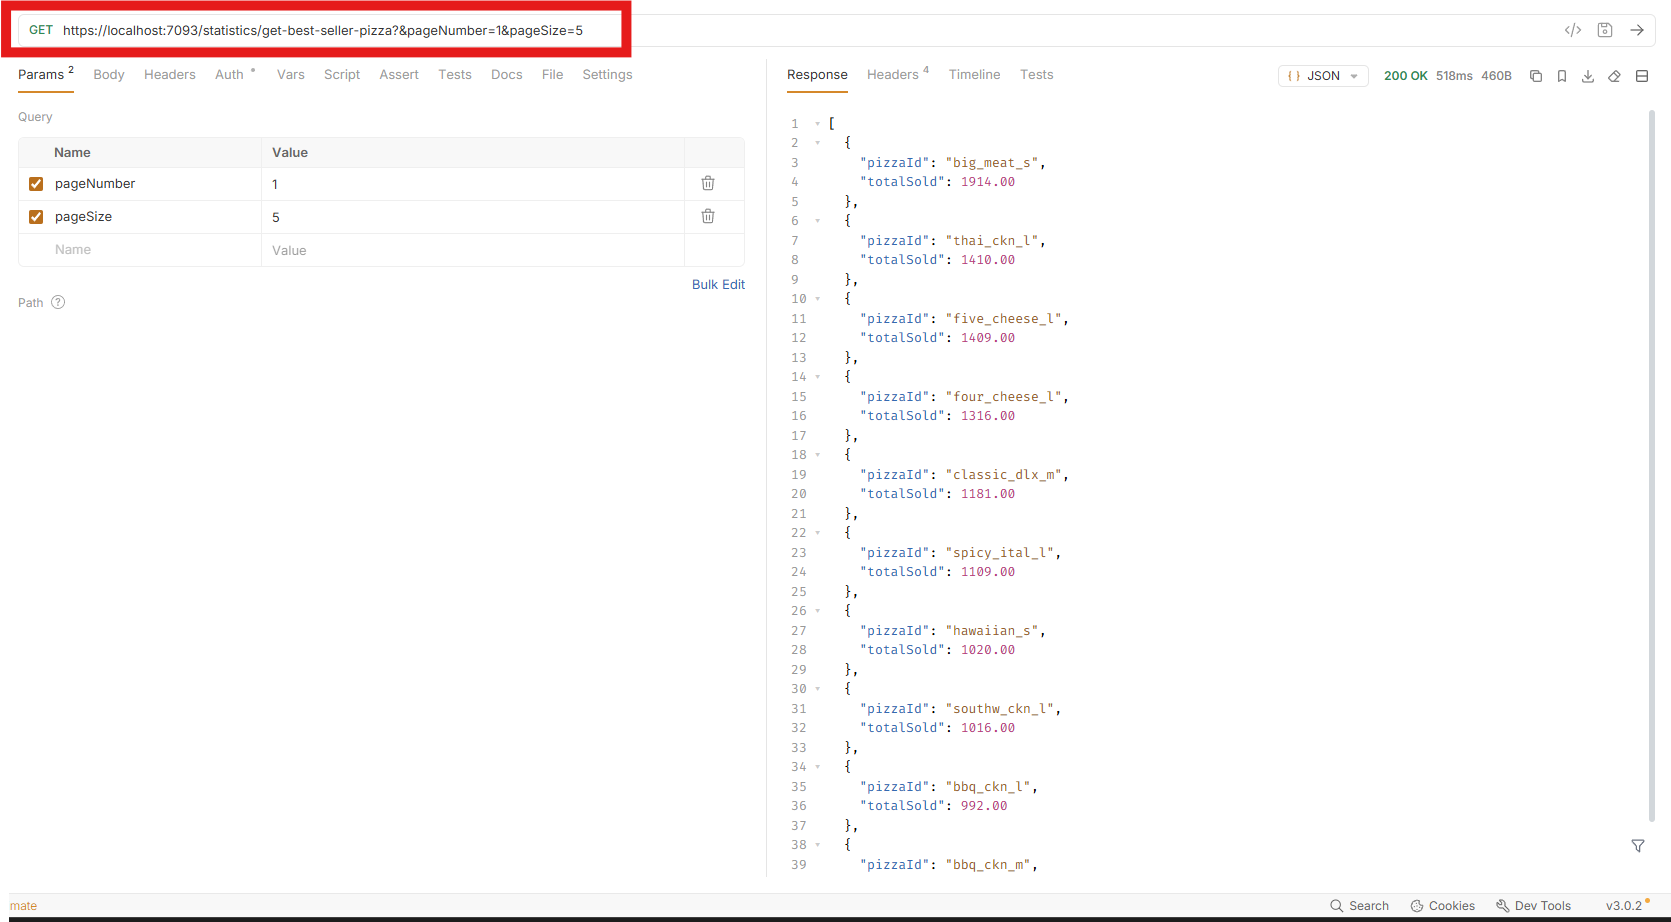 GET https://localhost:7093/statistics/get-best-seller-pizza?&pageNumber=1&pageSize=5
Params 2 Body Headers Auth * Vars Script Assert Tests Docs File Settings
Query
Name Value
pageNumber 1
pageSize 5
Name Value
Bulk Edit
Path ?
Response Headers 4 Timeline Tests { } JSON 200 OK 518ms 460B
1 [
2 {
3 "pizzaId": "big_meat_s",
4 "totalSold": 1914.00
5 },
6 {
7 "pizzaId": "thai_ckn_l",
8 "totalSold": 1410.00
9 },
10 {
11 "pizzaId": "five_cheese_l",
12 "totalSold": 1409.00
13 },
14 {
15 "pizzaId": "four_cheese_l",
16 "totalSold": 1316.00
17 },
18 {
19 "pizzaId": "classic_dlx_m",
20 "totalSold": 1181.00
21 },
22 {
23 "pizzaId": "spicy_ital_l",
24 "totalSold": 1109.00
25 },
26 {
27 "pizzaId": "hawaiian_s",
28 "totalSold": 1020.00
29 },
30 {
31 "pizzaId": "southw_ckn_l",
32 "totalSold": 1016.00
33 },
34 {
35 "pizzaId": "bbq_ckn_l",
36 "totalSold": 992.00
37 },
38 {
39 "pizzaId": "bbq_ckn_m",
mate Search Cookies Dev Tools v3.0.2